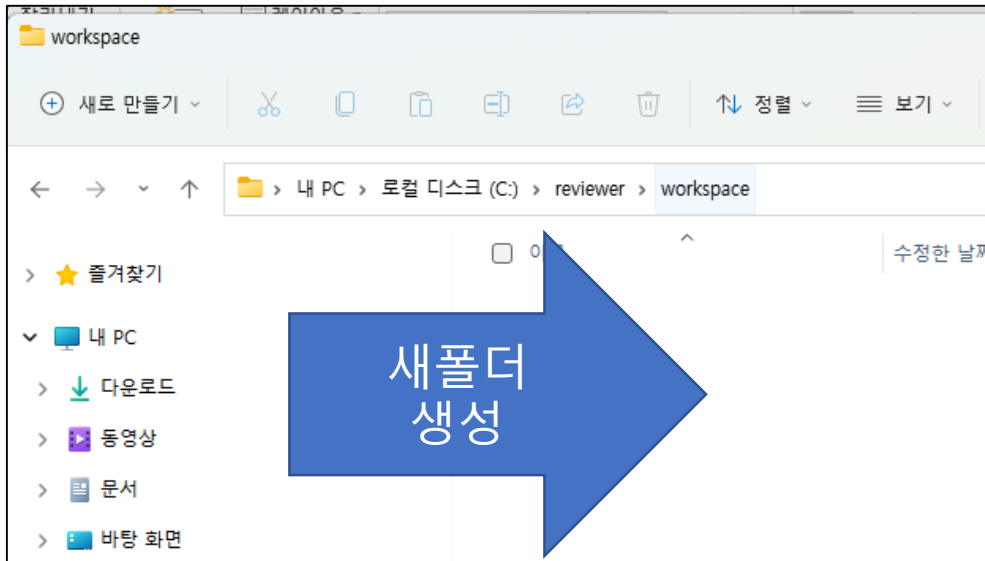 workspace
새로 만들기
정렬
보기
내 PC > 로컬 디스크 (C:) > reviewer > workspace
수정한 날짜
즐겨찾기
내 PC
다운로드
동영상
문서
바탕 화면
새폴더
생성